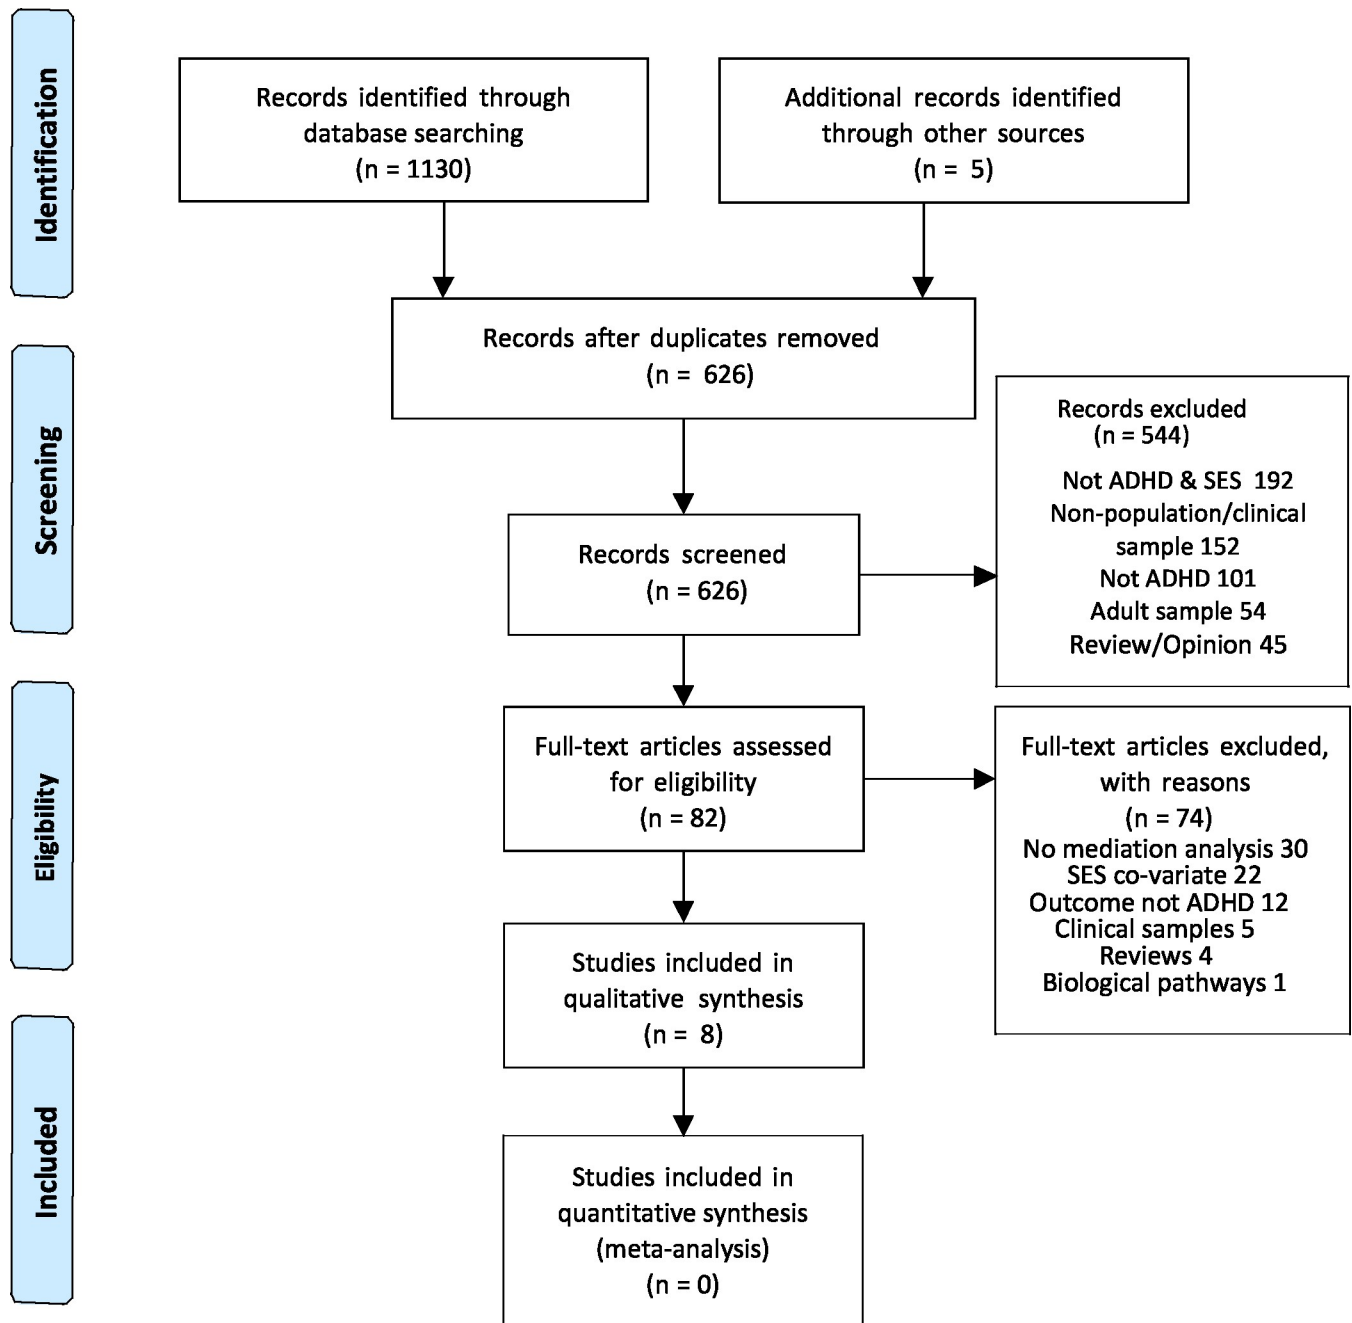 Identification
Records identified through
database searching
(n = 1130)
Additional records identified
through other sources
(n = 5)
Records after duplicates removed
(n = 626)
Screening
Records screened
(n = 626)
Records excluded
(n = 544)
Not ADHD & SES 192
Non-population/clinical
sample 152
Not ADHD 101
Adult sample 54
Review/Opinion 45
Eligibility
Full-text articles assessed
for eligibility
(n = 82)
Full-text articles excluded,
with reasons
(n = 74)
No mediation analysis 30
SES co-variate 22
Outcome not ADHD 12
Clinical samples 5
Reviews 4
Biological pathways 1
Studies included in
qualitative synthesis
(n = 8)
Included
Studies included in
quantitative synthesis
(meta-analysis)
(n = 0)